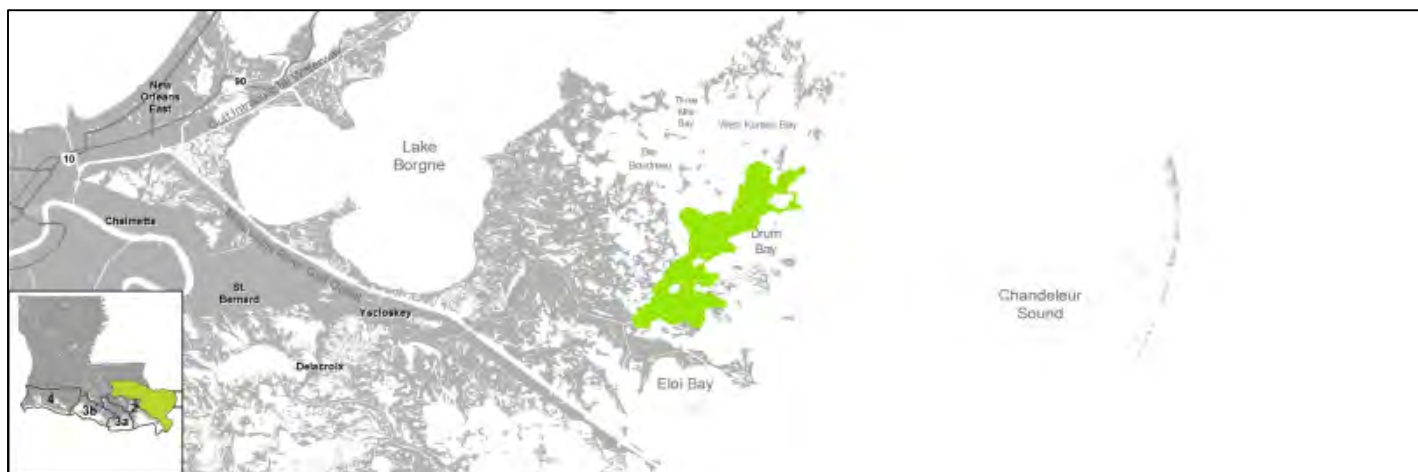 New
Orleans
East
90
10
Lake
Borgne
Three
Mile
Bay
West Karako Bay
Bay
Boudreau
Drum
Bay
Chalmette
St.
Bernard
Yscloskey
Delacroix
Eloi Bay
Chandeleur
Sound
4
3b
3a
2